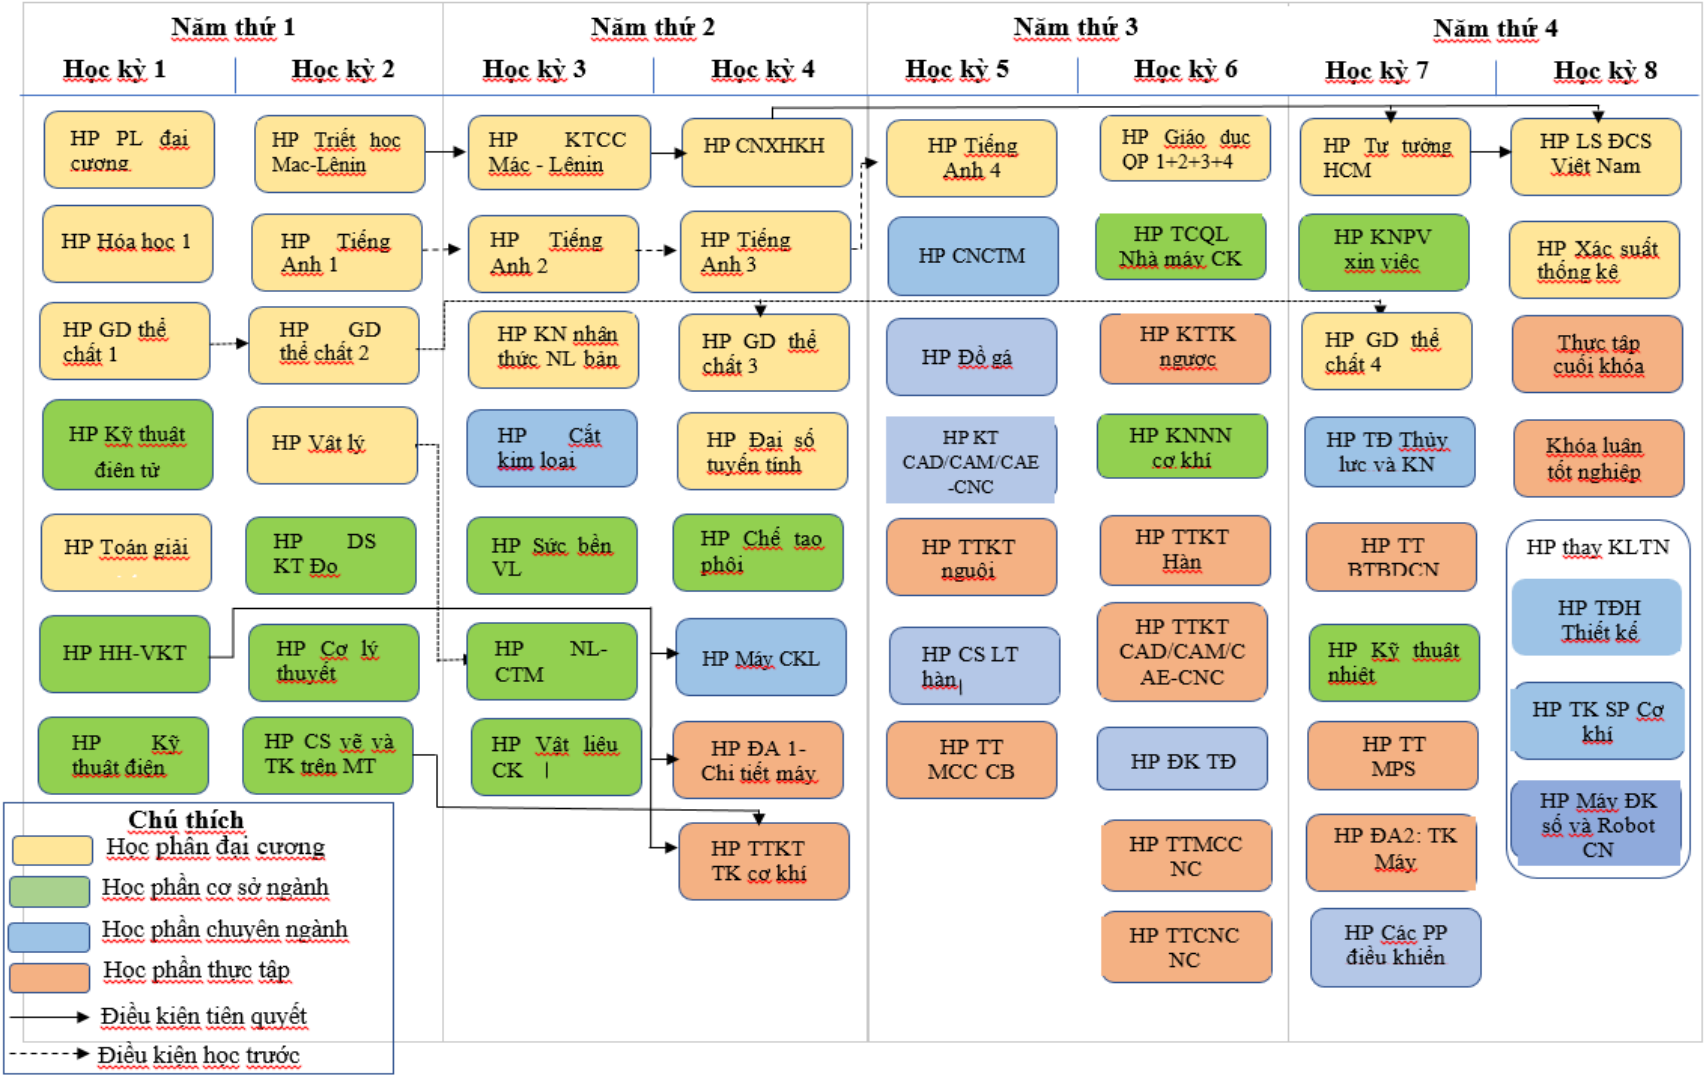 Năm thứ 1
Năm thứ 2
Năm thứ 3
Năm thứ 4
Học kỳ 1
Học kỳ 2
Học kỳ 3
Học kỳ 4
Học kỳ 5
Học kỳ 6
Học kỳ 7
Học kỳ 8
HP PL đại
cương
HP Hóa học 1
HP GD thể
chất 1
HP Kỹ thuật
điện tử
HP Toán giải
HP HH-VKT
HP Kỹ
thuật điện
HP Triết học
Mac-Lênin
HP Tiếng
Anh 1
HP GD
thể chất 2
HP Vật lý
HP DS
KT Đo
HP Cơ lý
thuyết
HP CS vẽ và
TK trên MT
HP KTCC
Mác - Lênin
HP Tiếng
Anh 2
HP KN nhận
thức NL bản
HP Cắt
kim loại
HP Sức bền
VL
HP NL-
CTM
HP Vật liệu
CK
HP CNXHKH
HP Tiếng
Anh 3
HP GD thể
chất 3
HP Đại số
tuyến tính
HP Chế tạo
phôi
HP Máy CKL
HP ĐA 1-
Chi tiết máy
HP TTKT
TK cơ khí
HP Tiếng
Anh 4
HP CNCTM
HP Đồ gá
HP KT
CAD/CAM/CAE
-CNC
HP TTKT
nguội
HP CS LT
hàn
HP TT
MCC CB
HP Giáo dục
QP 1+2+3+4
HP TCQL
Nhà máy CK
HP KTTK
ngược
HP KNNN
cơ khí
HP TTKT
Hàn
HP TTKT
CAD/CAM/C
AE-CNC
HP ĐK TĐ
HP TTMCC
NC
HP TTCNC
NC
HP Tư tưởng
HCM
HP KNPV
xin việc
HP GD thể
chất 4
HP TĐ Thủy
lực và KN
HP TT
BTBDCN
HP Kỹ thuật
nhiệt
HP TT
MPS
HP ĐA2: TK
Máy
HP Các PP
điều khiển
HP LS ĐCS
Việt Nam
HP Xác suất
thống kê
Thực tập
cuối khóa
Khóa luận
tốt nghiệp
HP thay KLTN
HP TĐH
Thiết kế
HP TK SP Cơ
khí
HP Máy ĐK
số và Robot
CN
Chú thích
Học phần đại cương
Học phần cơ sở ngành
Học phần chuyên ngành
Học phần thực tập
Điều kiện tiên quyết
Điều kiện học trước